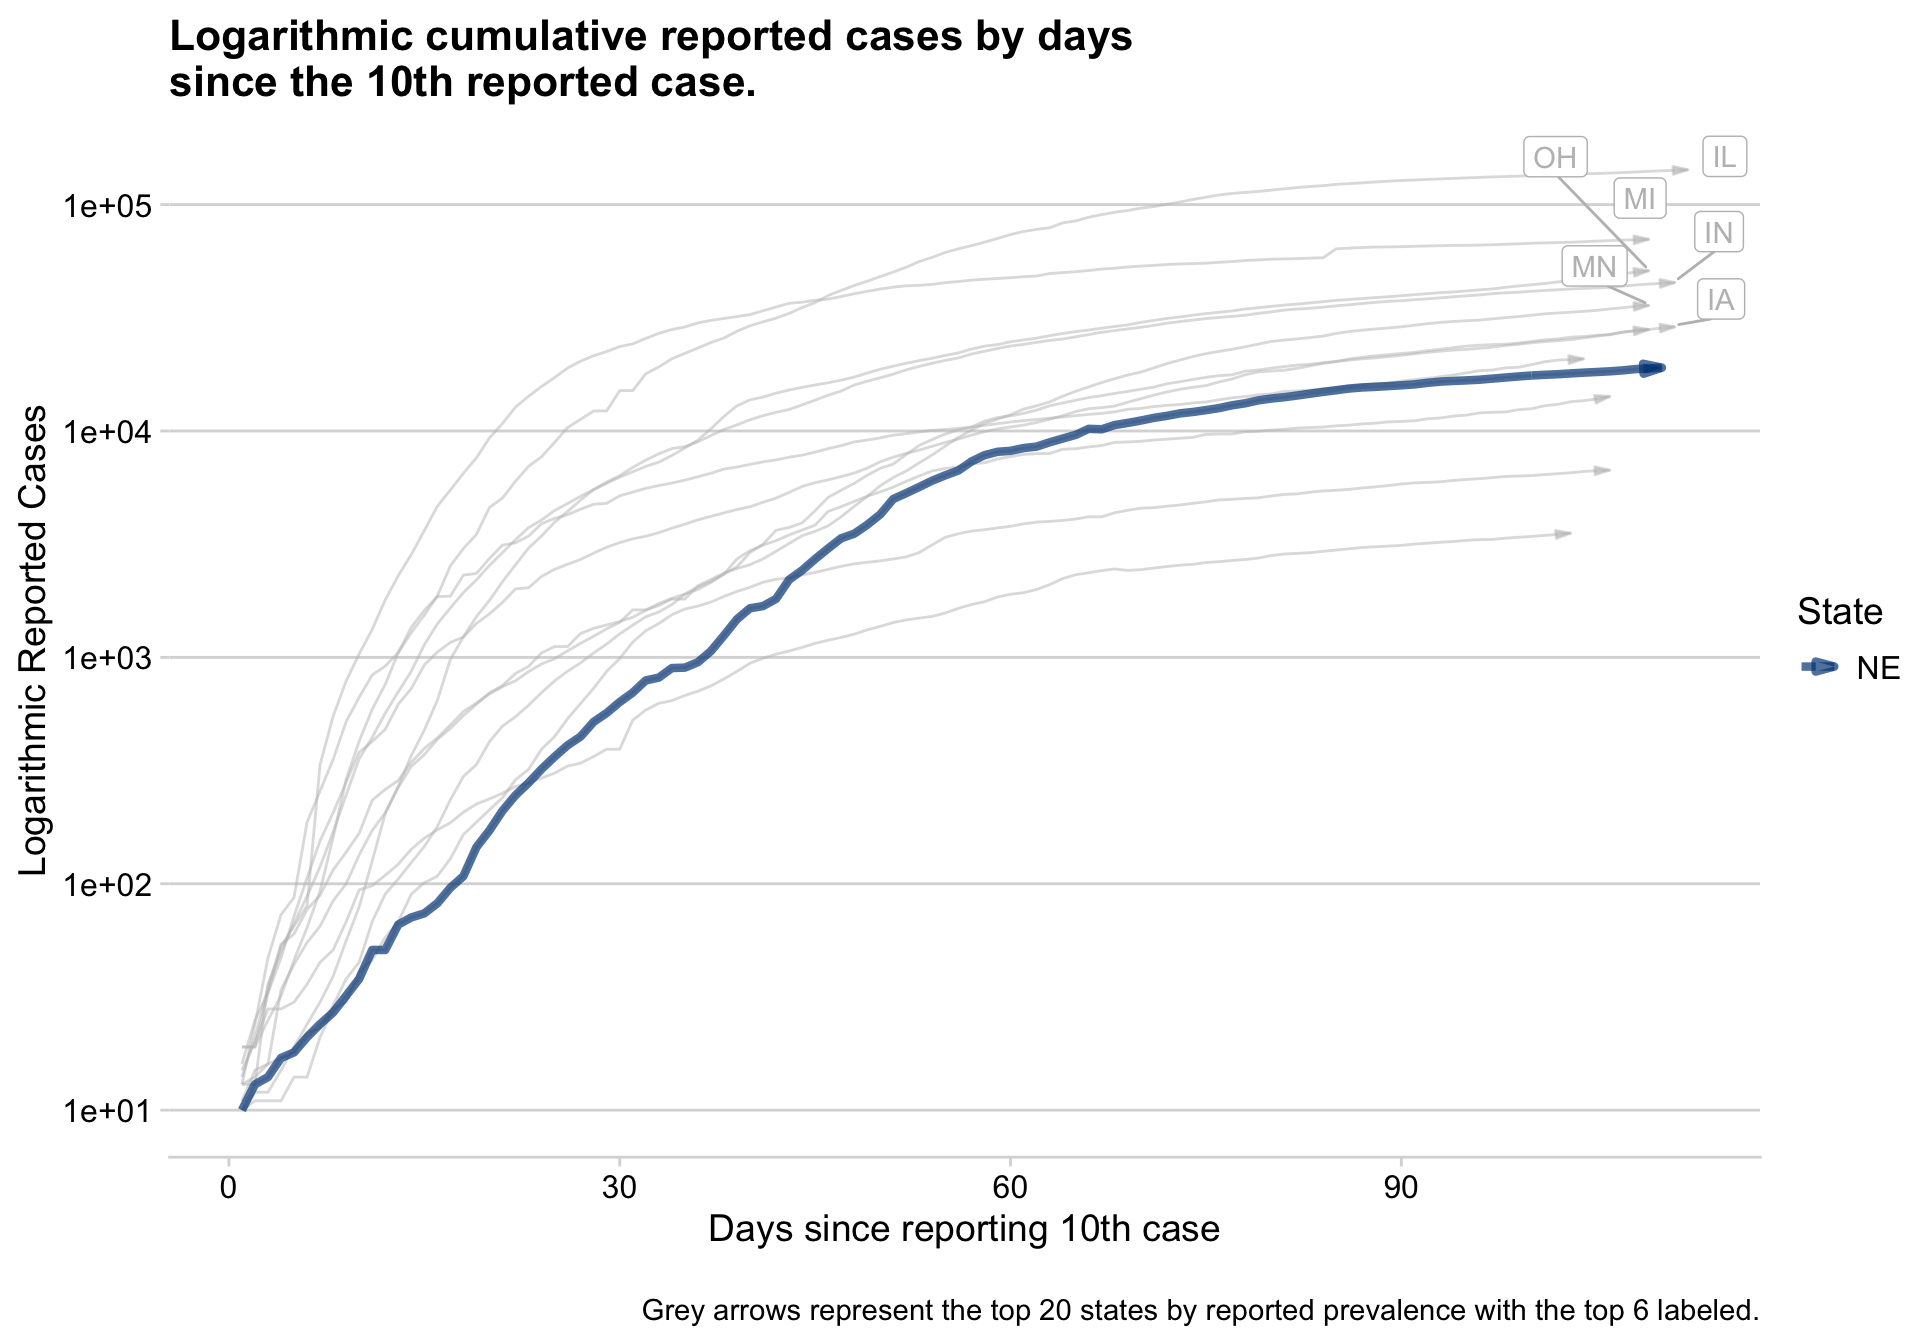 Logarithmic cumulative reported cases by days
since the 10th reported case.
OH
IL
MI
IN
MN
IA
1e+05
1e+04
1e+03
1e+02
1e+01
Logarithmic Reported Cases
State
NE
0
30
60
90
Days since reporting 10th case
Grey arrows represent the top 20 states by reported prevalence with the top 6 labeled.